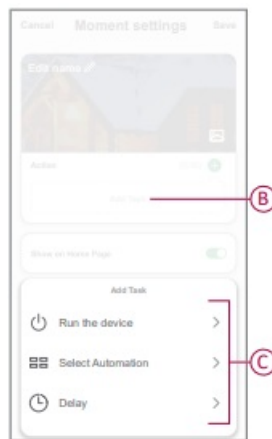 Cancel Moment settings Save
Edit name
Action
Add Task
B
Show on Home Page
Add Task
Run the device
Select Automation
Delay
C